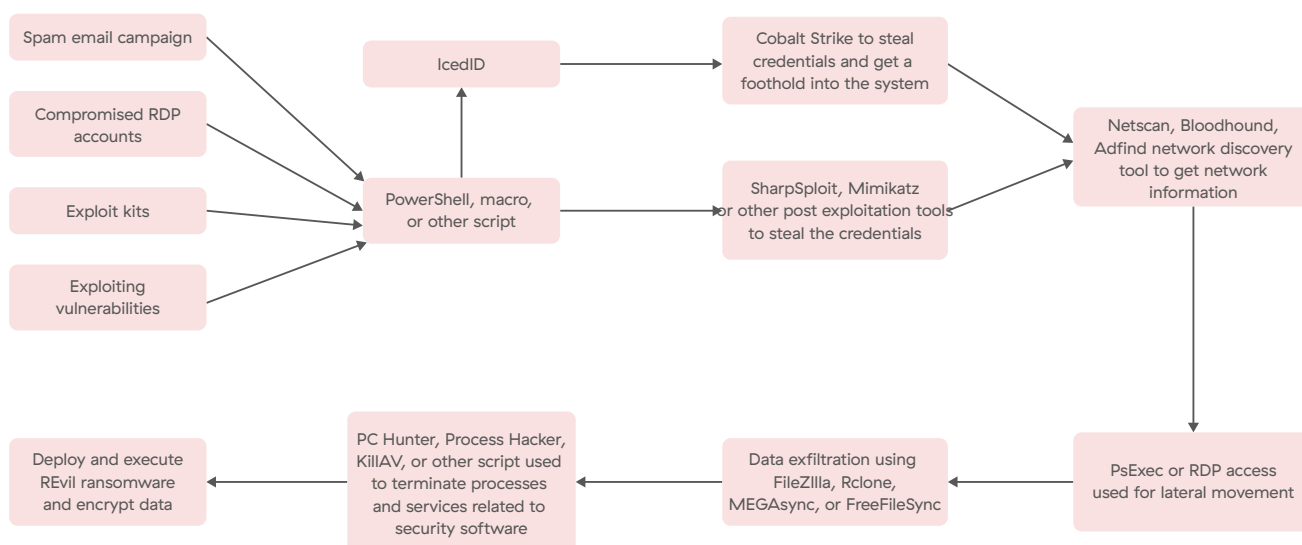 Spam email campaign
Compromised RDP
accounts
Exploit kits
Exploiting
vulnerabilities
IcedID
PowerShell, macro,
or other script
Cobalt Strike to steal
credentials and get a
foothold into the system
SharpSploit, Mimikatz
or other post exploitation tools
to steal the credentials
Netscan, Bloodhound,
Adfind network discovery
tool to get network
information
PsExec or RDP access
used for lateral movement
Data exfiltration using
FileZIlla, Rclone,
MEGAsync, or FreeFileSync
PC Hunter, Process Hacker,
KillAV, or other script used
to terminate processes
and services related to
security software
Deploy and execute
REvil ransomware
and encrypt data